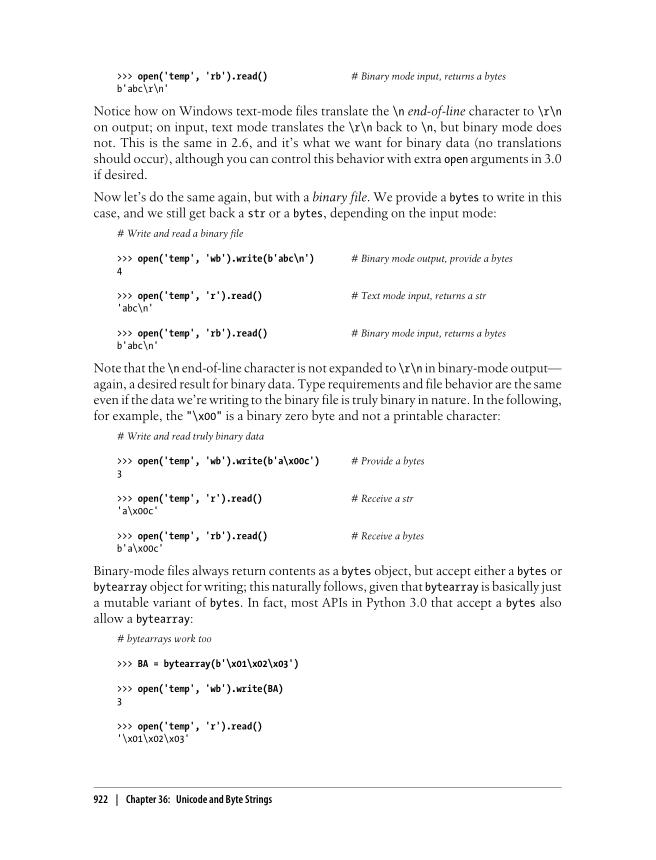 >>> open('temp', 'rb').read() # Binary mode input, returns a bytes
b'abc\r\n'
Notice how on Windows text-mode files translate the \n end-of-line character to \r\n
on output; on input, text mode translates the \r\n back to \n, but binary mode does
not. This is the same in 2.6, and it’s what we want for binary data (no translations
should occur), although you can control this behavior with extra open arguments in 3.0
if desired.
Now let’s do the same again, but with a binary file. We provide a bytes to write in this
case, and we still get back a str or a bytes, depending on the input mode:
# Write and read a binary file
>>> open('temp', 'wb').write(b'abc\n') # Binary mode output, provide a bytes
4
>>> open('temp', 'r').read() # Text mode input, returns a str
'abc\n'
>>> open('temp', 'rb').read() # Binary mode input, returns a bytes
b'abc\n'
Note that the \n end-of-line character is not expanded to \r\n in binary-mode output—
again, a desired result for binary data. Type requirements and file behavior are the same
even if the data we’re writing to the binary file is truly binary in nature. In the following,
for example, the "\x00" is a binary zero byte and not a printable character:
# Write and read truly binary data
>>> open('temp', 'wb').write(b'a\x00c') # Provide a bytes
3
>>> open('temp', 'r').read() # Receive a str
'a\x00c'
>>> open('temp', 'rb').read() # Receive a bytes
b'a\x00c'
Binary-mode files always return contents as a bytes object, but accept either a bytes or
bytearray object for writing; this naturally follows, given that bytearray is basically just
a mutable variant of bytes. In fact, most APIs in Python 3.0 that accept a bytes also
allow a bytearray:
# bytearrays work too
>>> BA = bytearray(b'\x01\x02\x03')
>>> open('temp', 'wb').write(BA)
3
>>> open('temp', 'r').read()
'\x01\x02\x03'
922 | Chapter 36: Unicode and Byte Strings